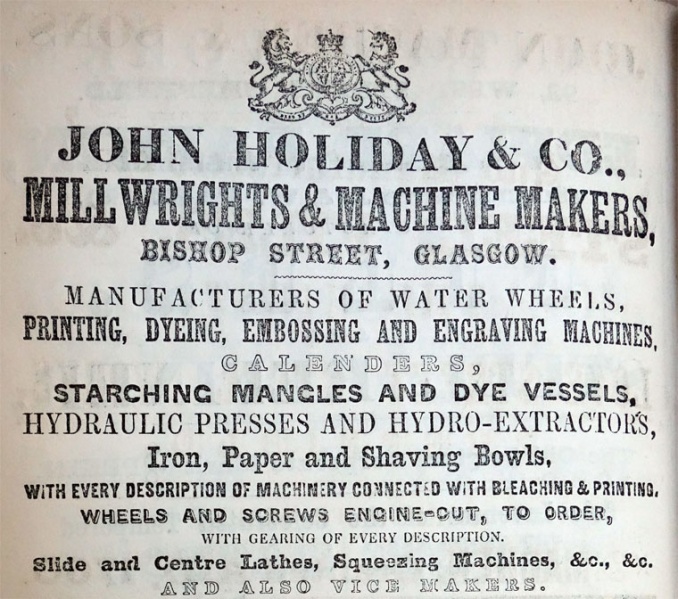 JOHN HOLIDAY & CO.,
MILLWRIGHTS & MACHINE MAKERS,
BISHOP STREET, GLASGOW.
MANUFACTURERS OF WATER WHEELS,
PRINTING, DYEING, EMBOSSING AND ENGRAVING MACHINES,
CALENDERS,
STARCHING MANGLES AND DYE VESSELS,
HYDRAULIC PRESSES AND HYDRO-EXTRACTORS,
Iron, Paper and Shaving Bowls,
WITH EVERY DESCRIPTION OF MACHINERY CONNECTED WITH BLEACHING & PRINTING.
WHEELS AND SCREWS ENGINE-CUT, TO ORDER,
WITH GEARING OF EVERY DESCRIPTION.
Slide and Centre Lathes, Squeezing Machines, &c., &c.
AND ALSO VICE MAKERS.